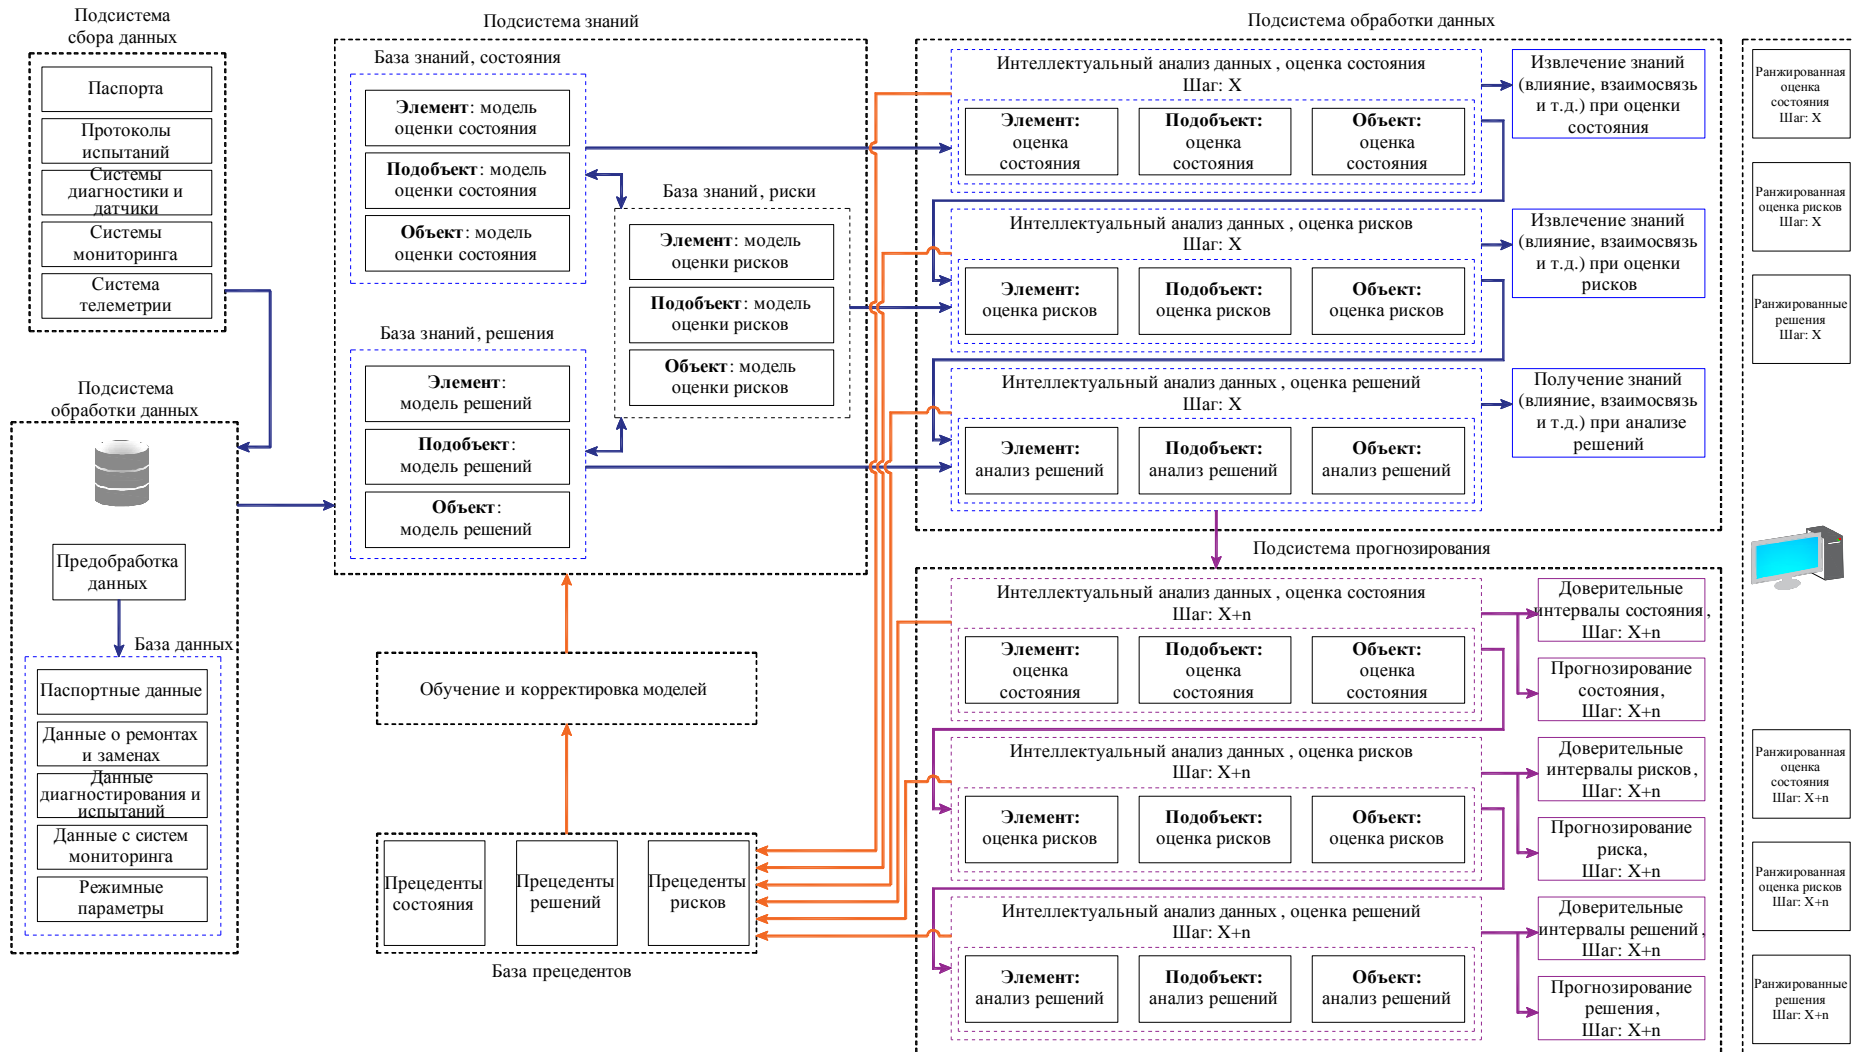 Подсистема
сбора данных
Паспорта
Протоколы
испытаний
Системы
диагностики и
датчики
Системы
мониторинга
Система
телеметрии
Подсистема
обработки данных
Предобработка
данных
База данных
Паспортные данные
Данные о ремонтах
и заменах
Данные
диагностирования и
испытаний
Данные с систем
мониторинга
Режимные
параметры
Подсистема знаний
База знаний, состояния
Элемент: модель
оценки состояния
Подобъект: модель
оценки состояния
Объект: модель
оценки состояния
База знаний, риски
Элемент: модель
оценки рисков
Подобъект: модель
оценки рисков
Объект: модель
оценки рисков
База знаний, решения
Элемент:
модель решений
Подобъект:
модель решений
Объект:
модель решений
Обучение и корректировка моделей
Прецеденты
состояния
Прецеденты
решений
Прецеденты
рисков
База прецедентов
Подсистема обработки данных
Интеллектуальный анализ данных , оценка состояния
Шаг: X
Элемент:
оценка
состояния
Подобъект:
оценка
состояния
Объект:
оценка
состояния
Извлечение знаний
(влияние, взаимосвязь
и т.д.) при оценки
состояния
Интеллектуальный анализ данных , оценка рисков
Шаг: X
Элемент:
оценка рисков
Подобъект:
оценка рисков
Объект:
оценка рисков
Извлечение знаний
(влияние, взаимосвязь
и т.д.) при оценки
рисков
Интеллектуальный анализ данных , оценка решений
Шаг: X
Элемент:
анализ решений
Подобъект:
анализ решений
Объект:
анализ решений
Получение знаний
(влияние, взаимосвязь
и т.д.) при анализе
решений
Подсистема прогнозирования
Интеллектуальный анализ данных , оценка состояния
Шаг: X+n
Элемент:
оценка
состояния
Подобъект:
оценка
состояния
Объект:
оценка
состояния
Доверительные
интервалы состояния,
Шаг: X+n
Прогнозирование
состояния,
Шаг: X+n
Интеллектуальный анализ данных , оценка рисков
Шаг: X+n
Элемент:
оценка рисков
Подобъект:
оценка рисков
Объект:
оценка рисков
Доверительные
интервалы рисков,
Шаг: X+n
Прогнозирование
риска,
Шаг: X+n
Интеллектуальный анализ данных , оценка решений
Шаг: X+n
Элемент:
анализ решений
Подобъект:
анализ решений
Объект:
анализ решений
Доверительные
интервалы решений,
Шаг: X+n
Прогнозирование
решения,
Шаг: X+n
Ранжированная
оценка
состояния
Шаг: X
Ранжированная
оценка рисков
Шаг: X
Ранжированные
решения
Шаг: X
Ранжированная
оценка
состояния
Шаг: X+n
Ранжированная
оценка рисков
Шаг: X+n
Ранжированные
решения
Шаг: X+n